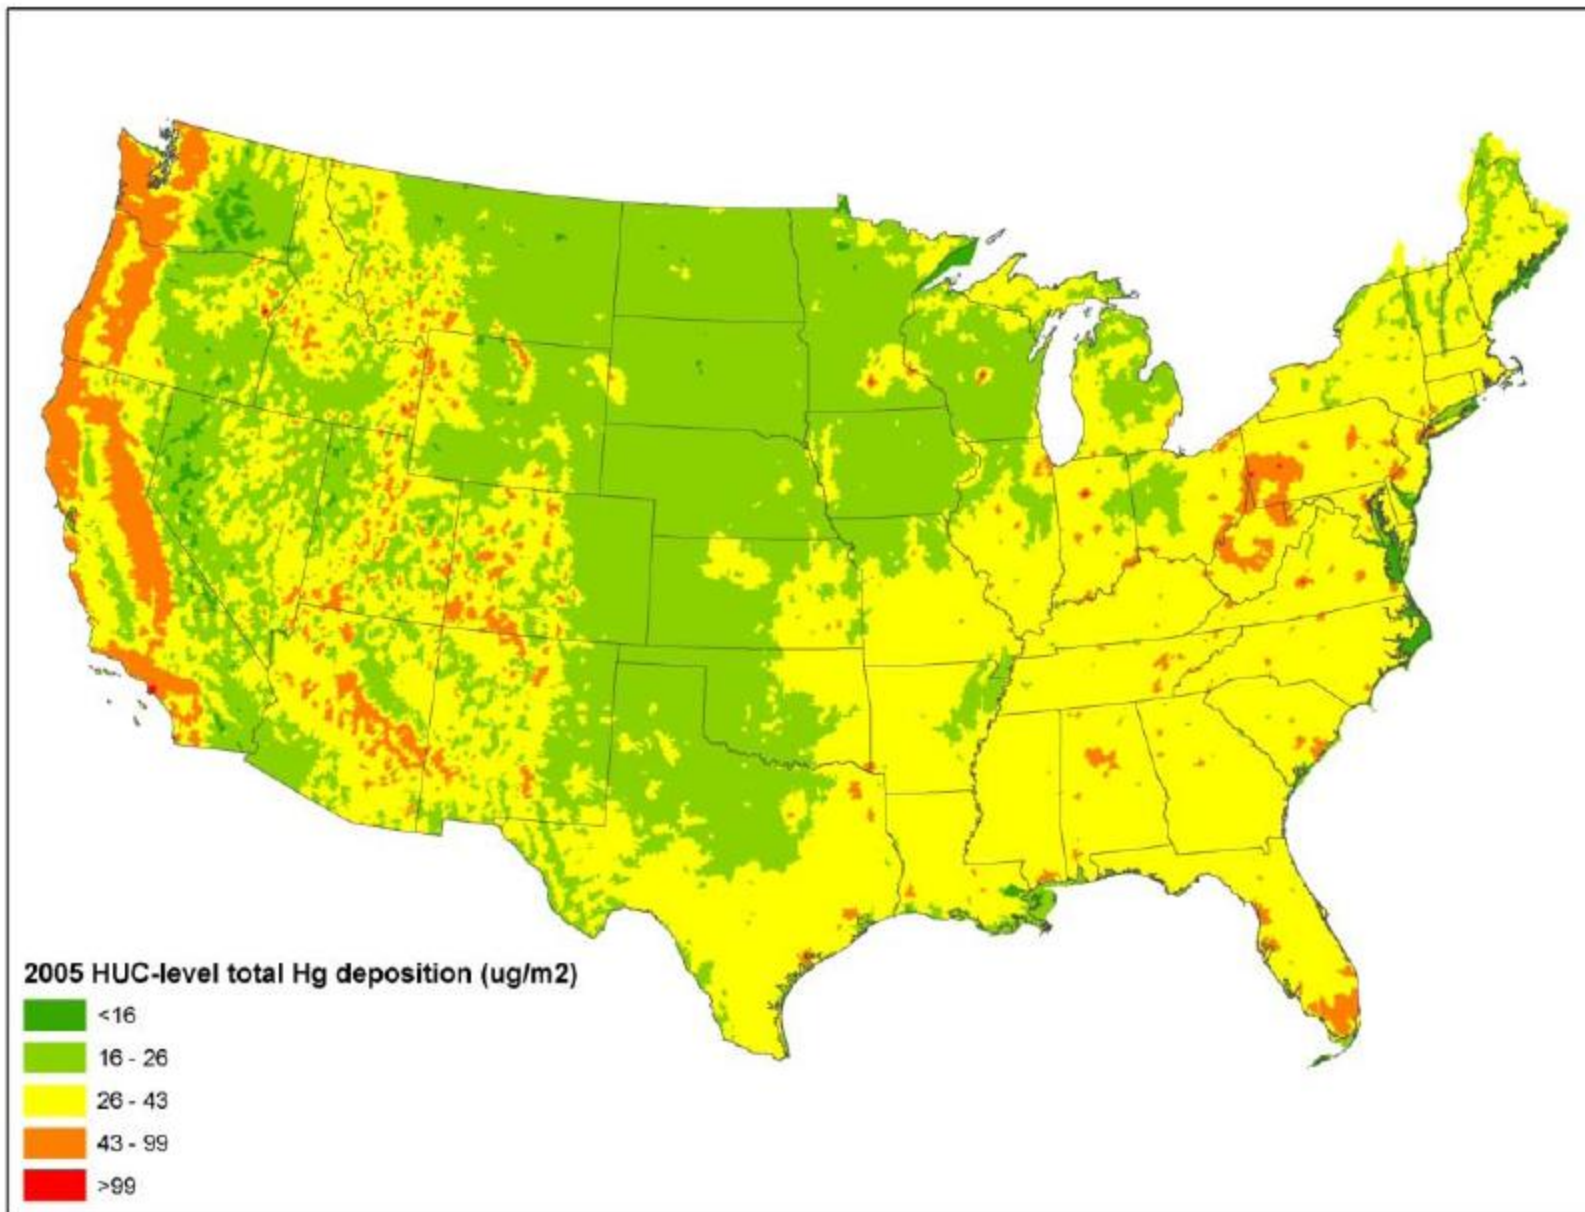 2005 HUC-level total Hg deposition (ug/m2)
<16
16 - 26
26 - 43
43 - 99
>99